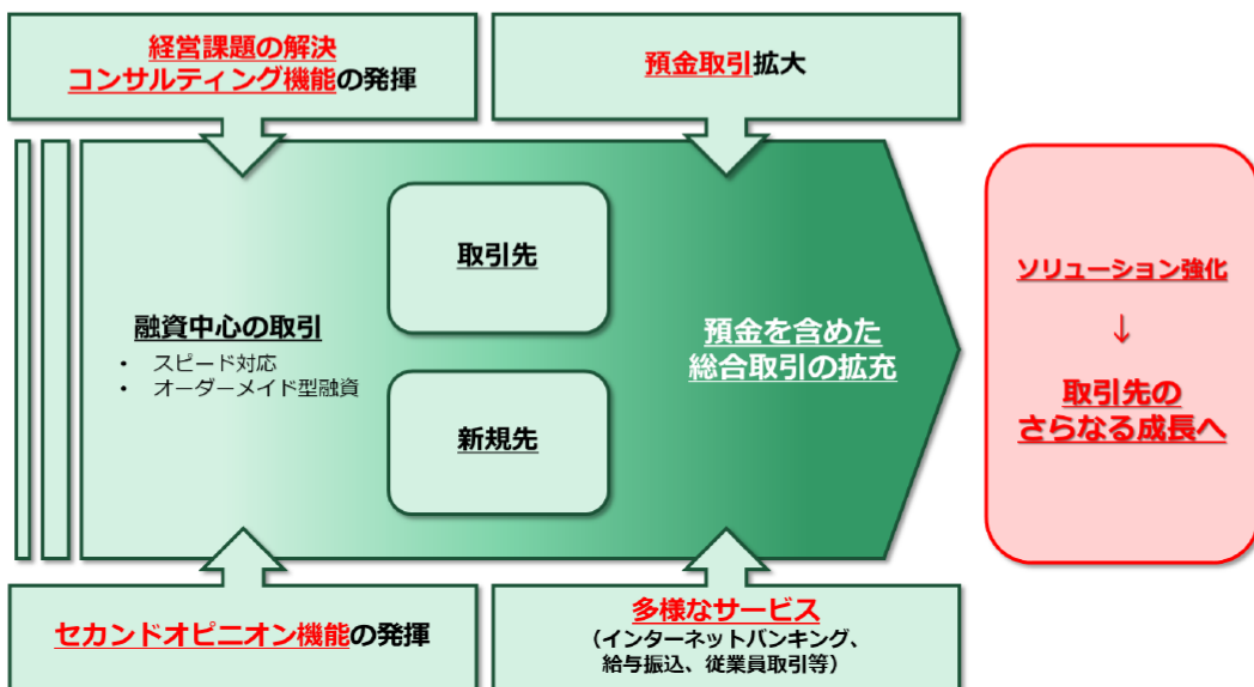 経営課題の解決
コンサルティング機能の発揮
預金取引拡大
取引先
融資中心の取引
• スピード対応
• オーダーメイド型融資
新規先
預金を含めた
総合取引の拡充
ソリューション強化
↓
取引先の
さらなる成長へ
セカンドオピニオン機能の発揮
多様なサービス
（インターネットバンキング、
給与振込、従業員取引等）